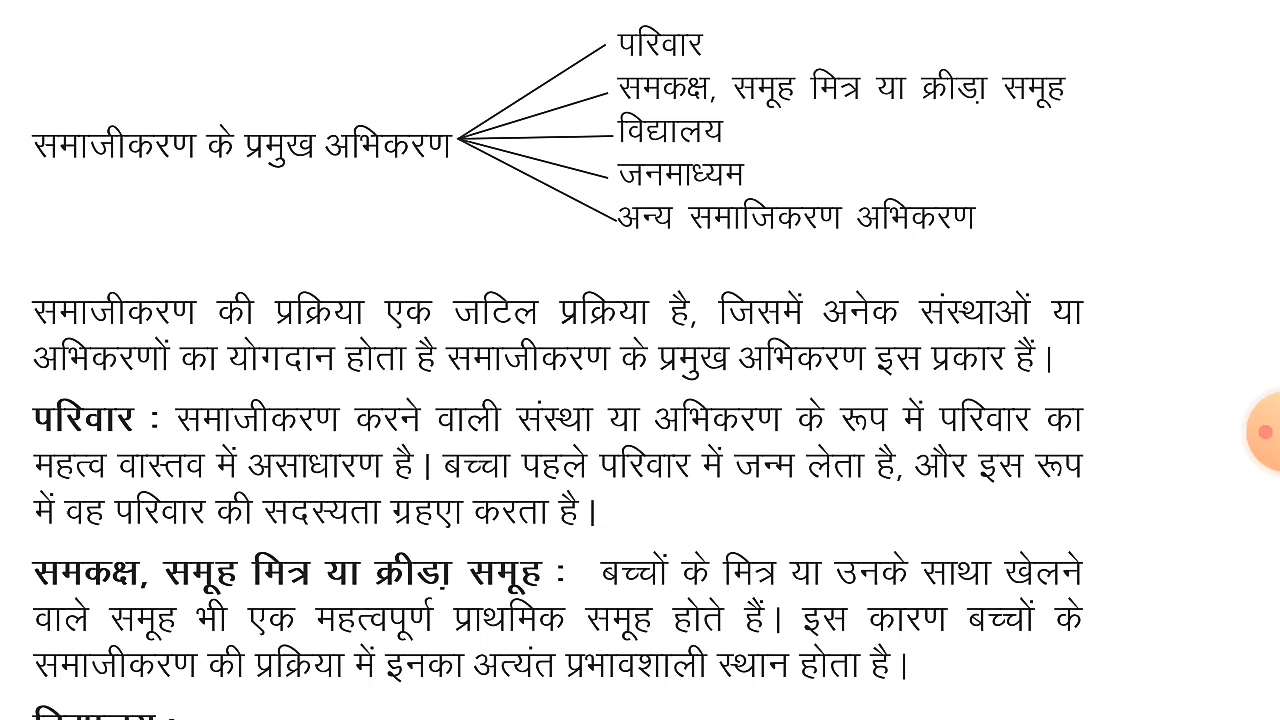 परिवार
समकक्ष, समूह मित्र या क्रीडा़ समूह
विद्यालय
समाजीकरण के प्रमुख अभिकरण
जनमाध्यम
अन्य समाजिकरण अभिकरण
समाजीकरण की प्रक्रिया एक जटिल प्रक्रिया है, जिसमें अनेक संस्थाओं या
अभिकरणों का योगदान होता है समाजीकरण के प्रमुख अभिकरण इस प्रकार हैं।
परिवार : समाजीकरण करने वाली संस्था या अभिकरण के रूप में परिवार का
महत्व वास्तव में असाधारण है। बच्चा पहले परिवार में जन्म लेता है, और इस रूप
में वह परिवार की सदस्यता ग्रहएा करता है।
समकक्ष, समूह मित्र या क्रीडा़ समूह : बच्चों के मित्र या उनके साथा खेलने
वाले समूह भी एक महत्वपूर्ण प्राथमिक समूह होते हैं। इस कारण बच्चों के
समाजीकरण की प्रक्रिया में इनका अत्यंत प्रभावशाली स्थान होता है।
विद्यालय :